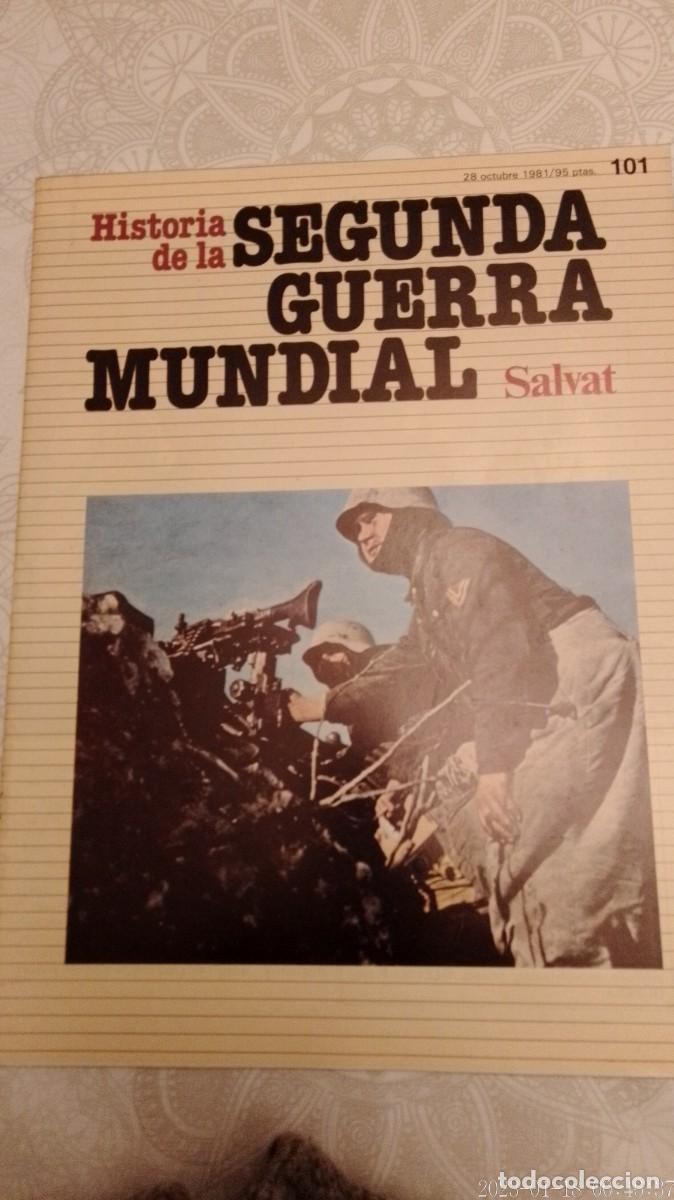 28 octubre 1981/95 ptas. 101
Historia
de la
SEGUNDA
GUERRA
MUNDIAL
Salvat
todocoleccion